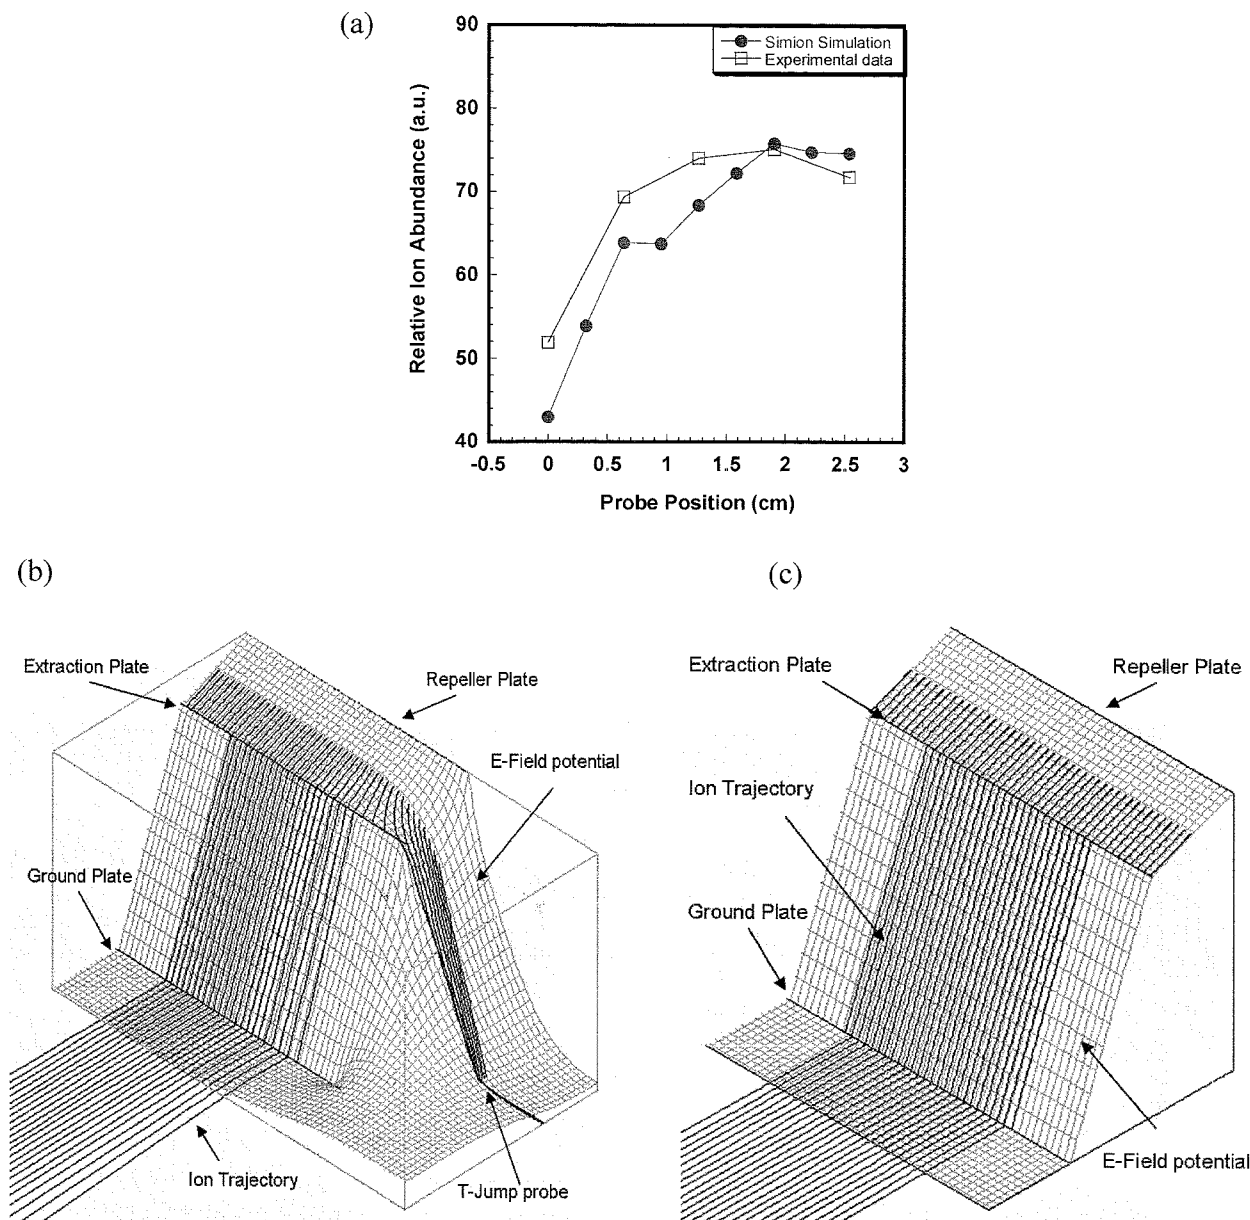 (a)
90
80
70
60
50
40
Relative Ion Abundance (a.u.)
Simion Simulation
Experimental data
-0.5 0 0.5 1 1.5 2 2.5 3
Probe Position (cm)
(b)
Extraction Plate
Repeller Plate
E-Field potential
Ground Plate
Ion Trajectory
T-Jump probe
(c)
Extraction Plate
Repeller Plate
Ion Trajectory
Ground Plate
E-Field potential